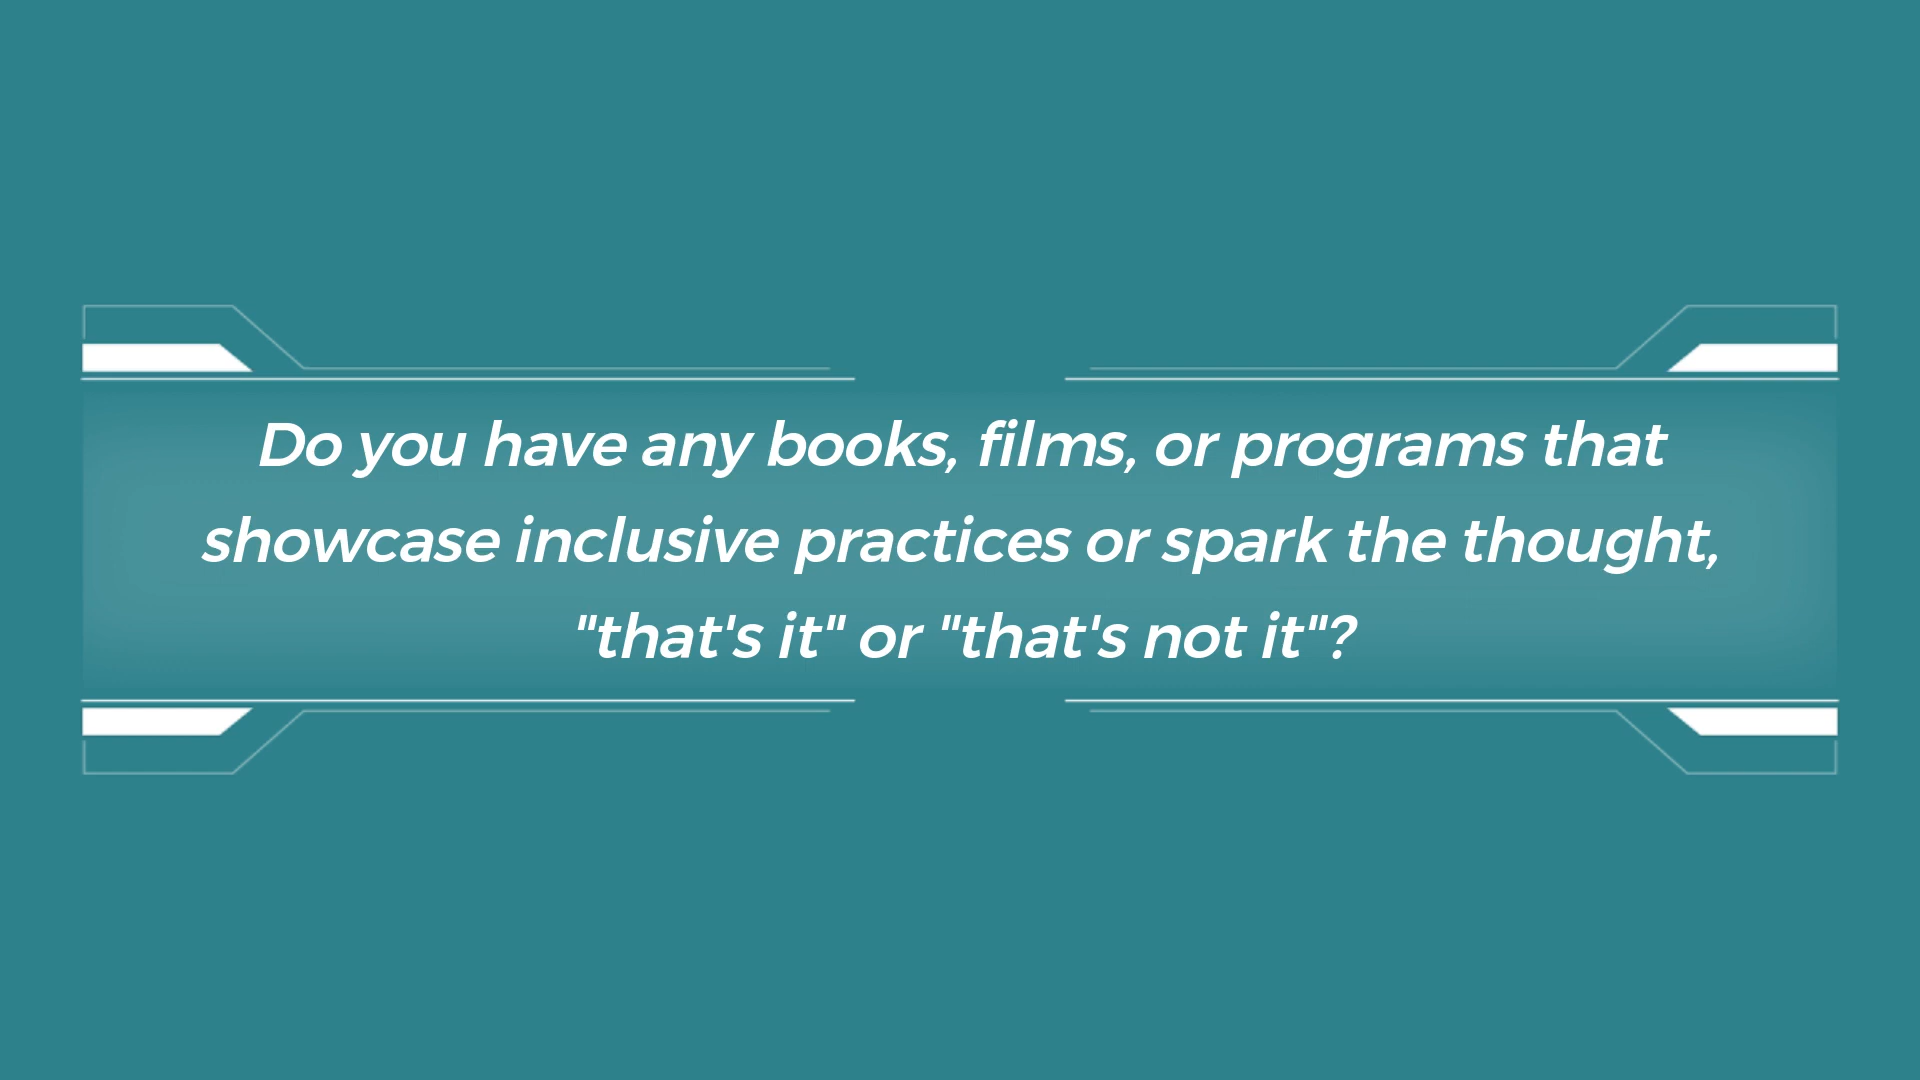 Do you have any books, films, or programs that
showcase inclusive practices or spark the thought,
"that's it" or "that's not it"?